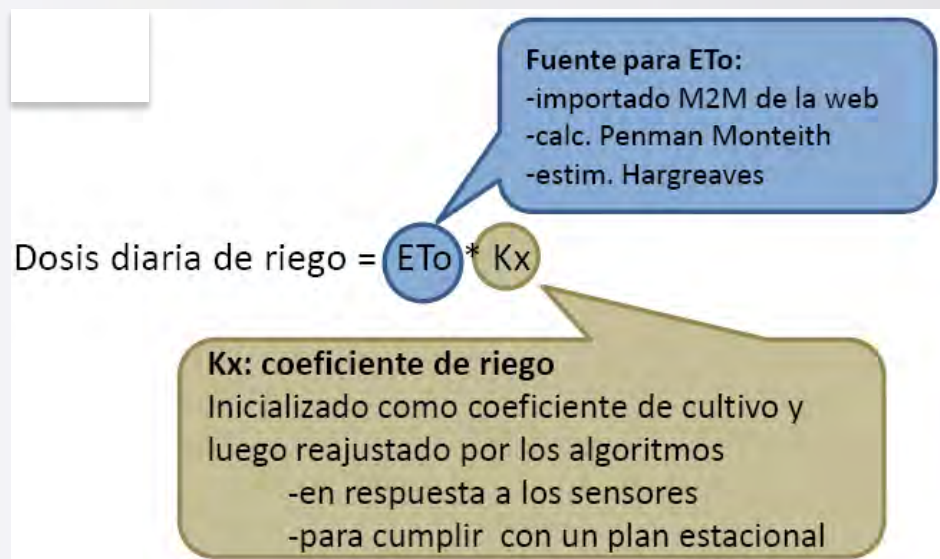 Fuente para ETo:
-importado M2M de la web
-calc. Penman Monteith
-estim. Hargreaves
Dosis diaria de riego = ETo * Kx
Kx: coeficiente de riego
Inicializado como coeficiente de cultivo y
luego reajustado por los algoritmos
-en respuesta a los sensores
-para cumplir con un plan estacional